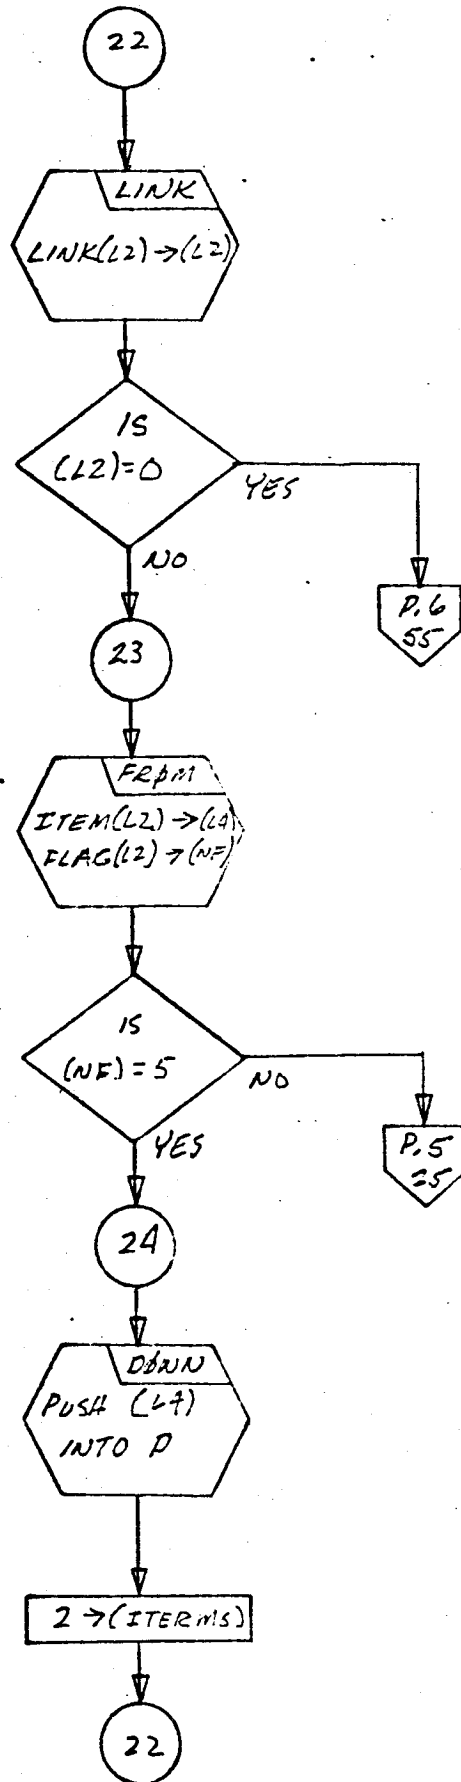 22
LINK
LINK(L2)→(L2)
IS
(L2)=0
YES
NO
P.6
55
23
FRØM
ITEM(L2)→(L4)
FLAG(L2)→(NF)
IS
(NF)=5
NO
YES
P.5
25
24
DØWN
PUSH (L4)
INTO P
2→(ITERMS)
22